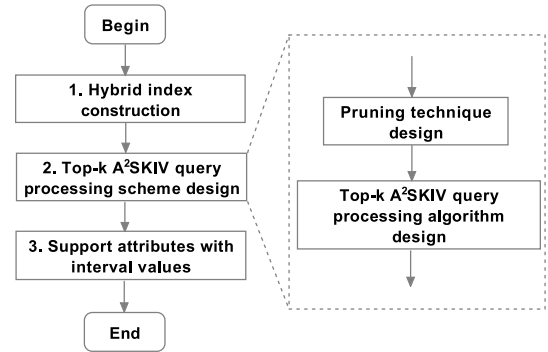 Begin
1. Hybrid index
construction
2. Top-k A²SKIV query
processing scheme design
3. Support attributes with
interval values
End
Pruning technique
design
Top-k A²SKIV query
processing algorithm
design